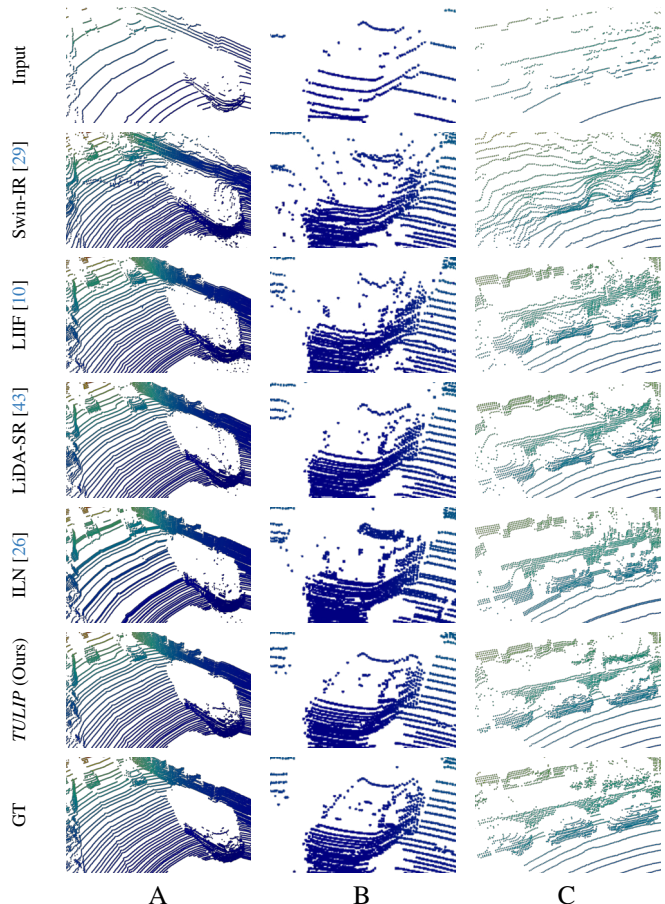 Input
Swin-IR [29]
LIIF [10]
LiDA-SR [43]
ILN [26]
TULIP (Ours)
GT
A B C